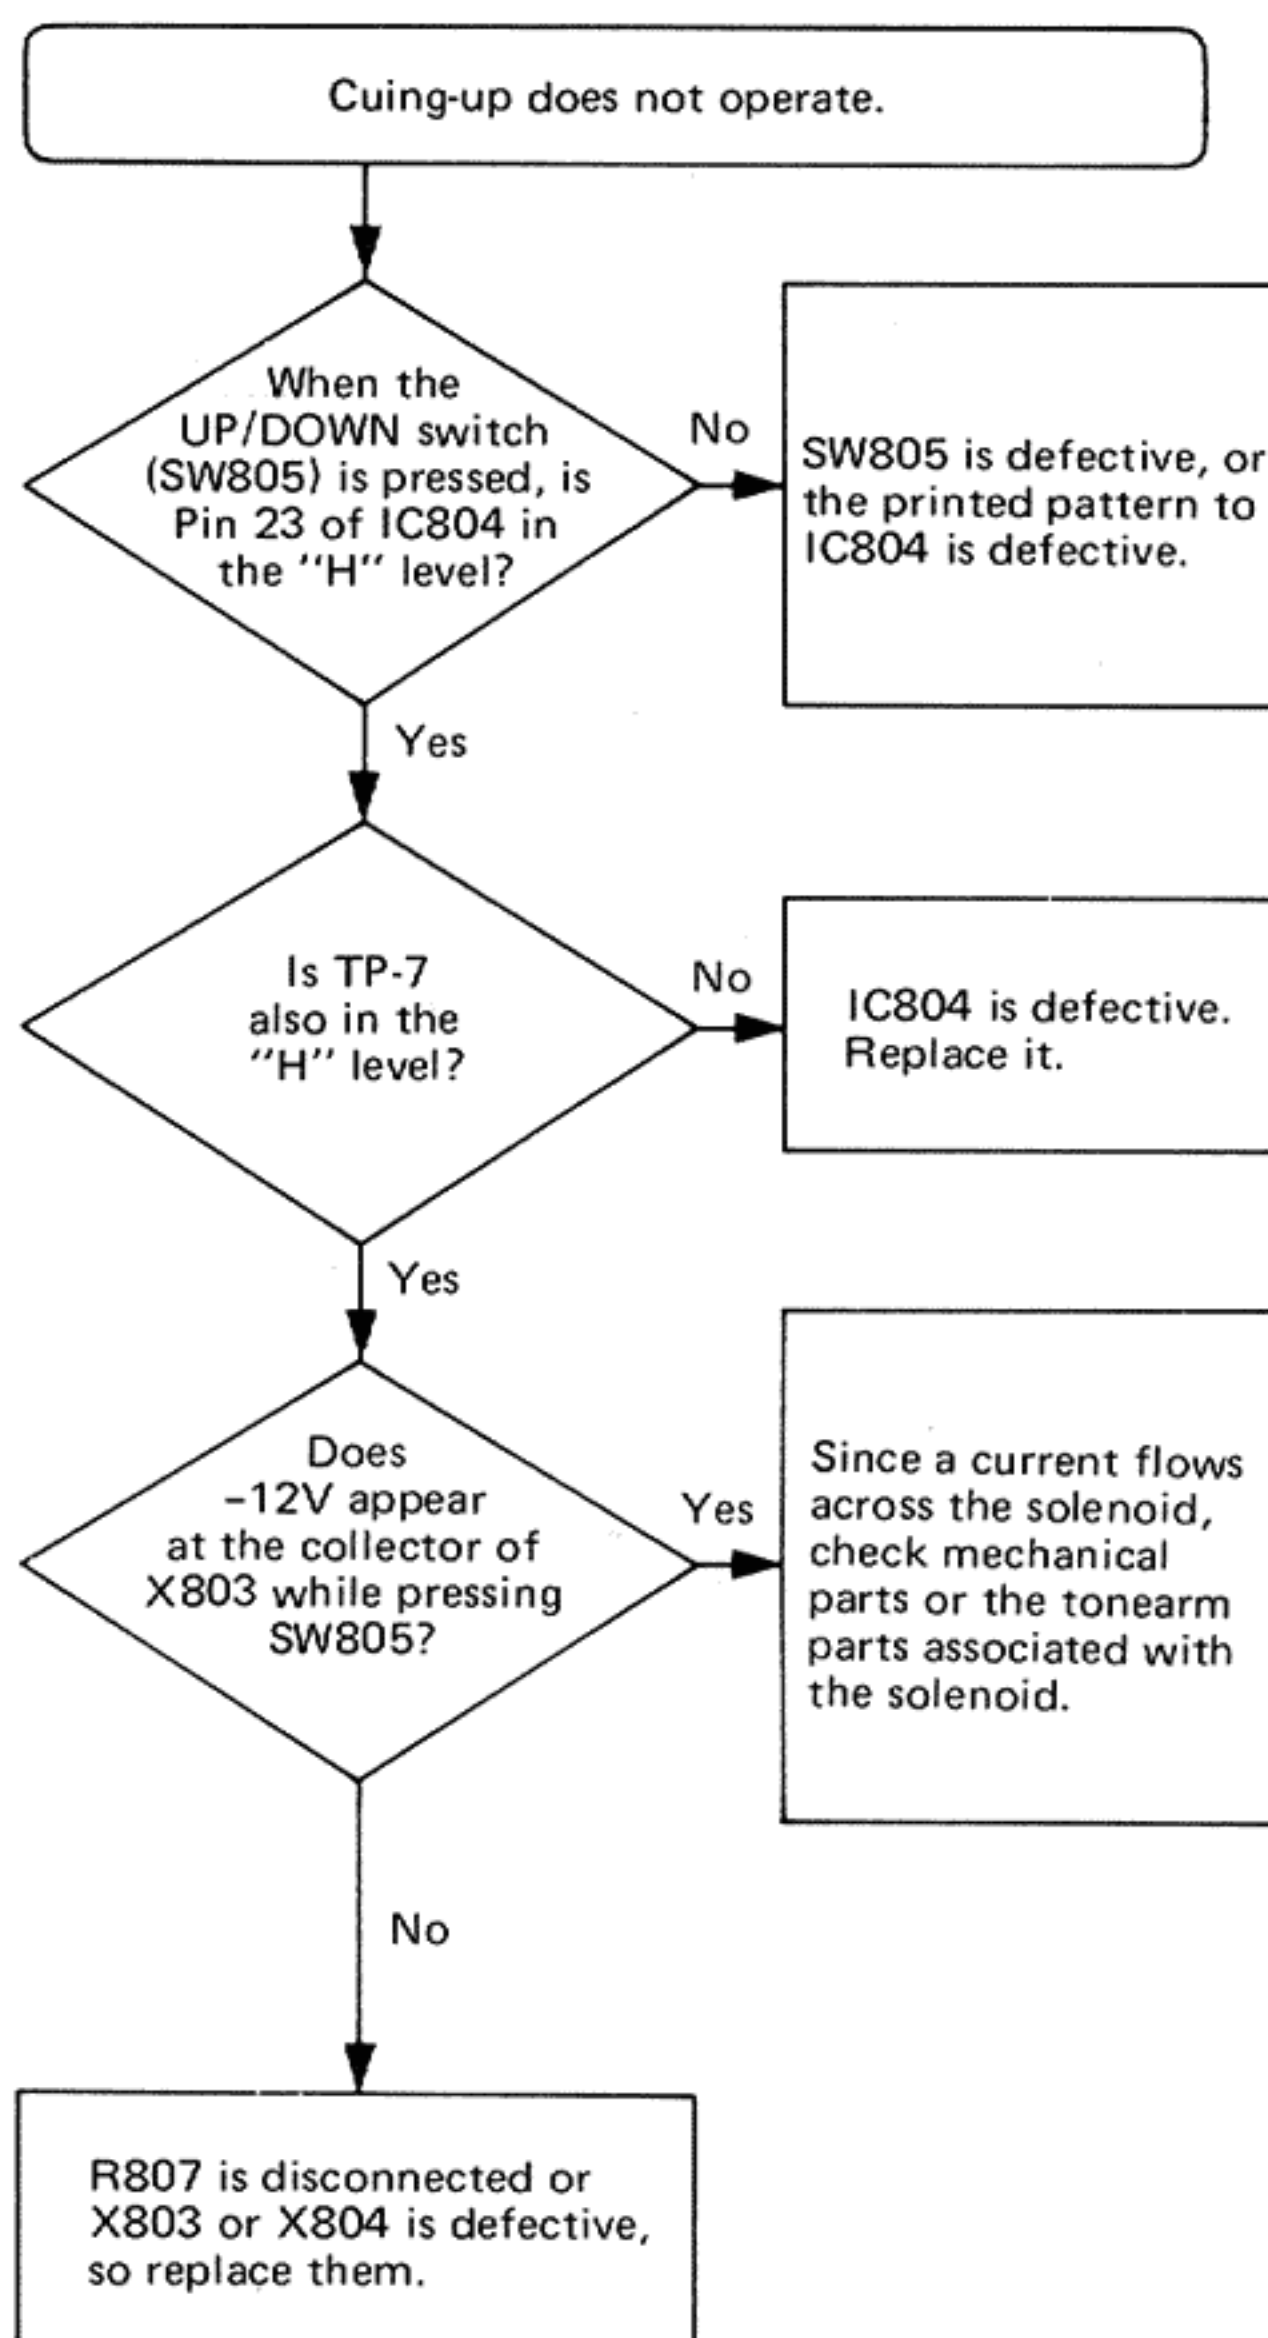 Cuing-up does not operate.
When the
UP/DOWN switch
(SW805) is pressed, is
Pin 23 of IC804 in
the "H" level?
No
SW805 is defective, or
the printed pattern to
IC804 is defective.
Yes
Is TP-7
also in the
"H" level?
No
IC804 is defective.
Replace it.
Yes
Does
-12V appear
at the collector of
X803 while pressing
SW805?
Yes
Since a current flows
across the solenoid,
check mechanical
parts or the tonearm
parts associated with
the solenoid.
No
R807 is disconnected or
X803 or X804 is defective,
so replace them.